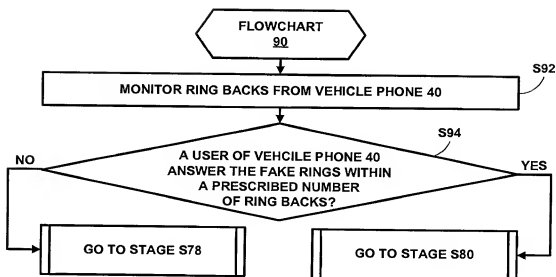 FLOWCHART
90
MONITOR RING BACKS FROM VEHICLE PHONE 40
S92
S94
NO
YES
A USER OF VEHCILE PHONE 40
ANSWER THE FAKE RINGS WITHIN
A PRESCRIBED NUMBER
OF RING BACKS?
GO TO STAGE S78
GO TO STAGE S80